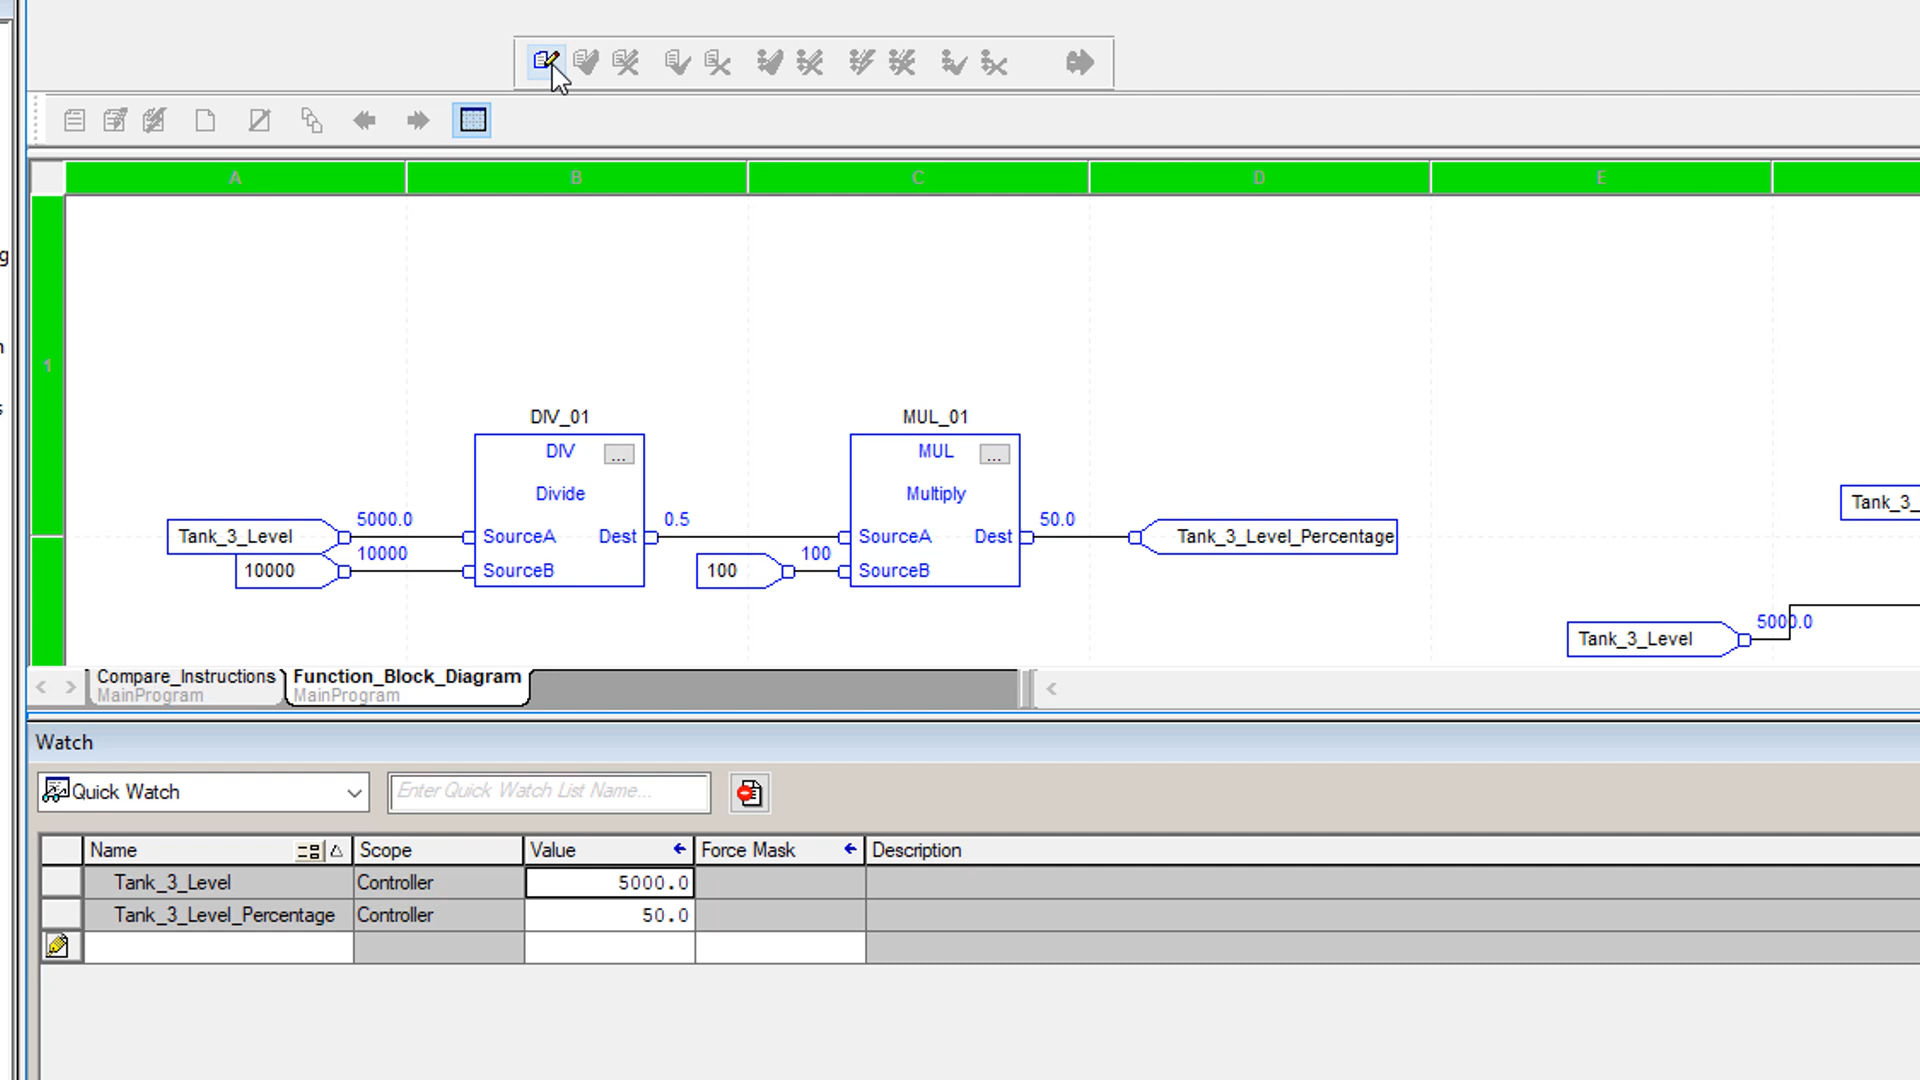 A B C D E
1
DIV_01 MUL_01
DIV ... MUL ...
Divide Multiply
Tank_3_
5000.0 0.5 50.0
Tank_3_Level SourceA Dest SourceA Dest Tank_3_Level_Percentage
10000 100
10000 SourceB 100 SourceB
5000.0
Tank_3_Level
Compare_Instructions Function_Block_Diagram
MainProgram MainProgram
Watch
Quick Watch Enter Quick Watch List Name...
Name Scope Value Force Mask Description
Tank_3_Level Controller 5000.0
Tank_3_Level_Percentage Controller 50.0